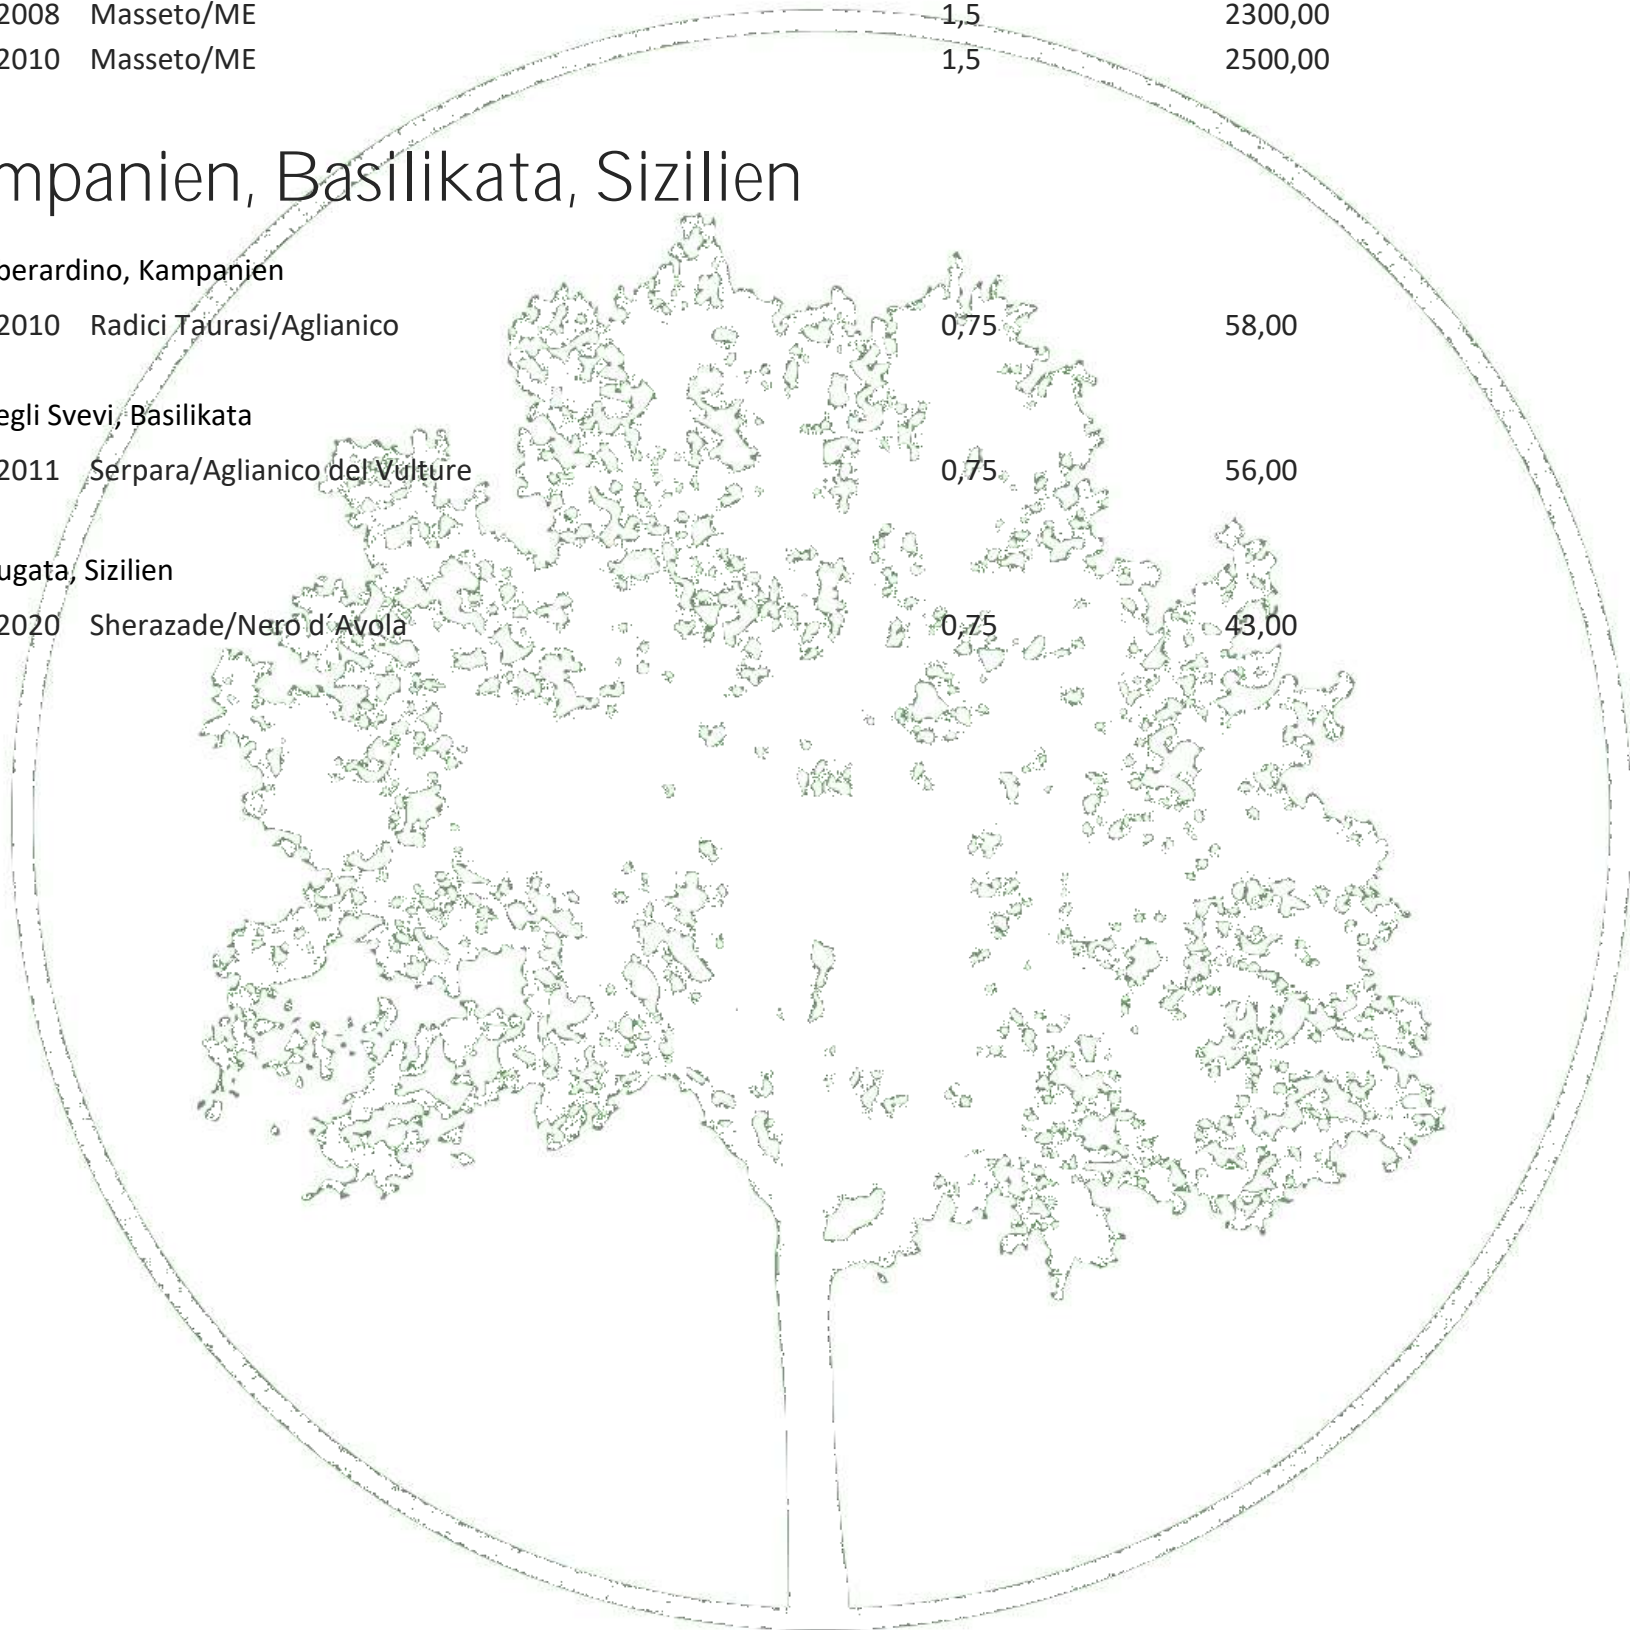 2008 Masseto/ME 1,5 2300,00
2010 Masseto/ME 1,5 2500,00
mpanien, Basilikata, Sizilien
perardino, Kampanien
2010 Radici Taurasi/Aglianico 0,75 58,00
egli Svevi, Basilikata
2011 Serpara/Aglianico del Vulture 0,75 56,00
ugata, Sizilien
2020 Sherazade/Nero d´Avola 0,75 43,00